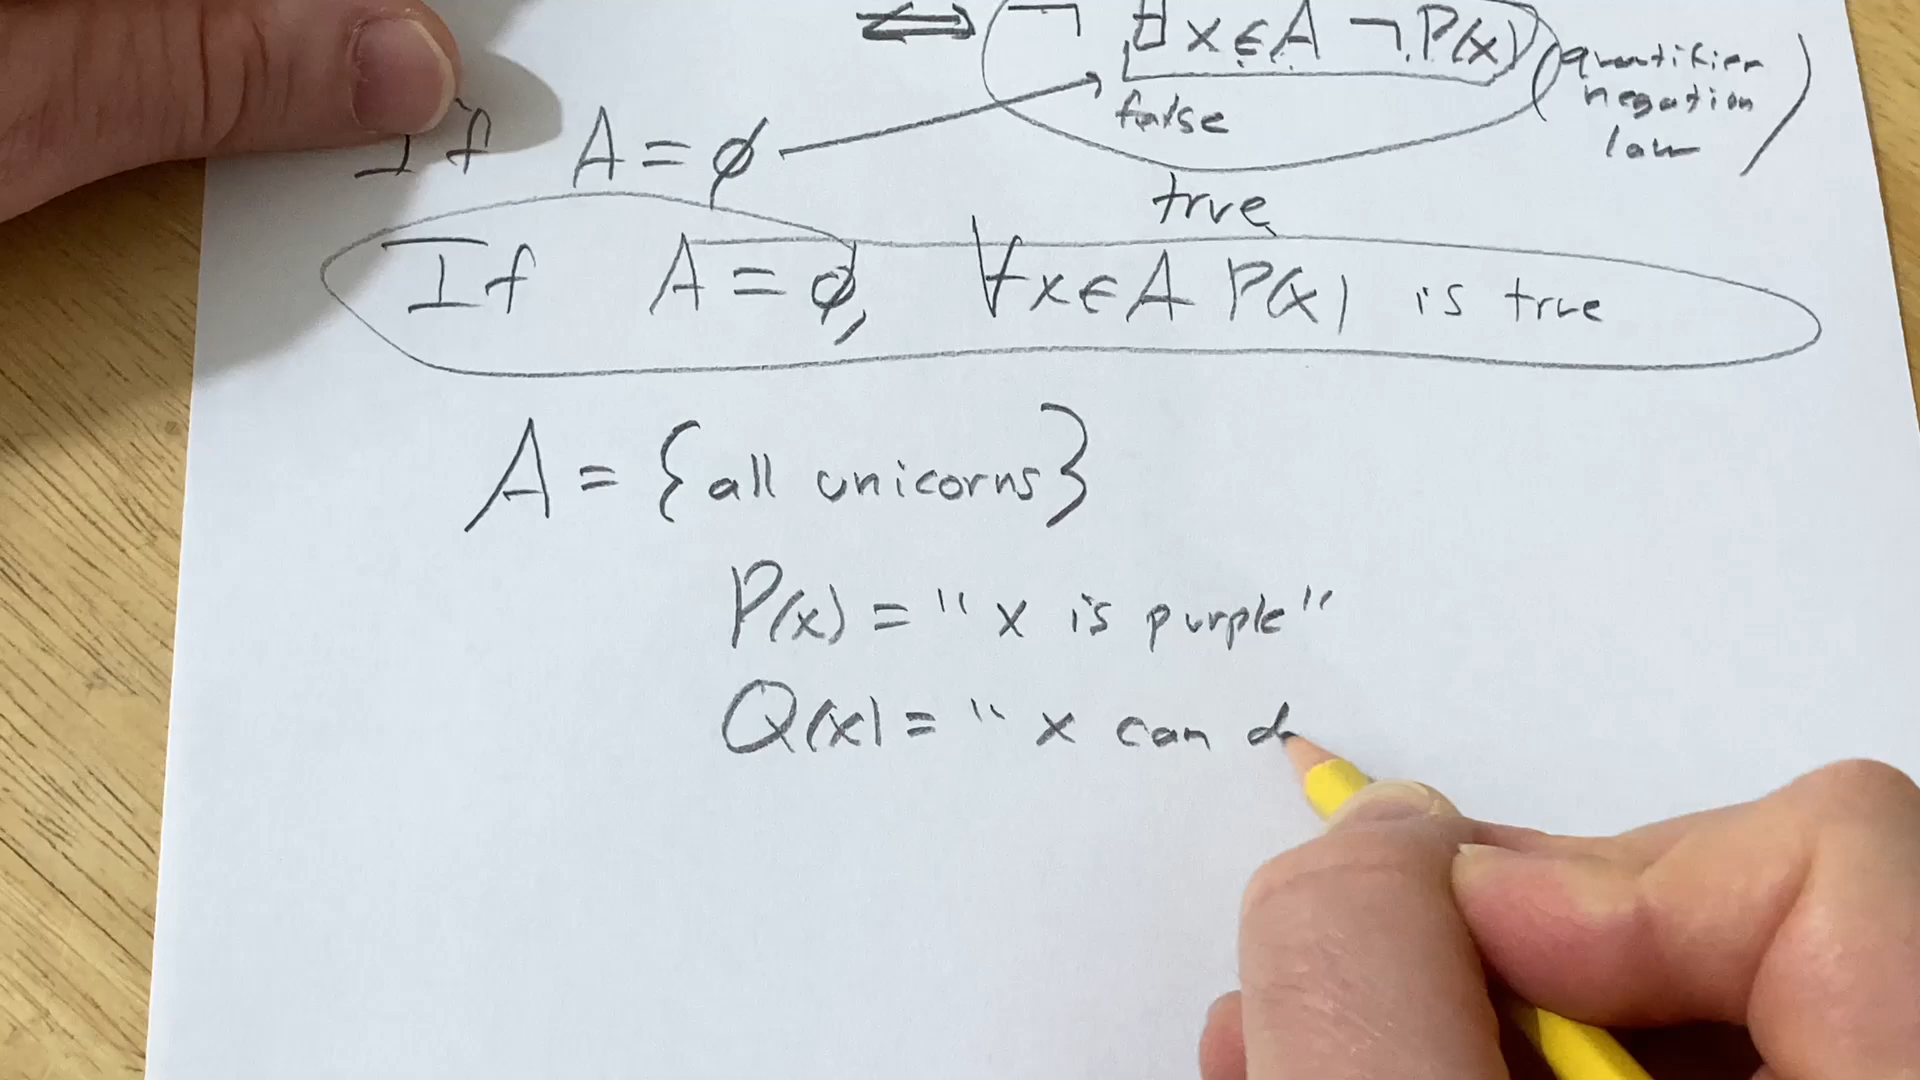 ⟺ ¬ ∃x∈A ¬P(x) (quantifier
negation
law)
false
If A = ∅
true
If A = ∅, ∀x∈A P(x) is true
A = {all unicorns}
P(x) = "x is purple"
Q(x) = "x can d